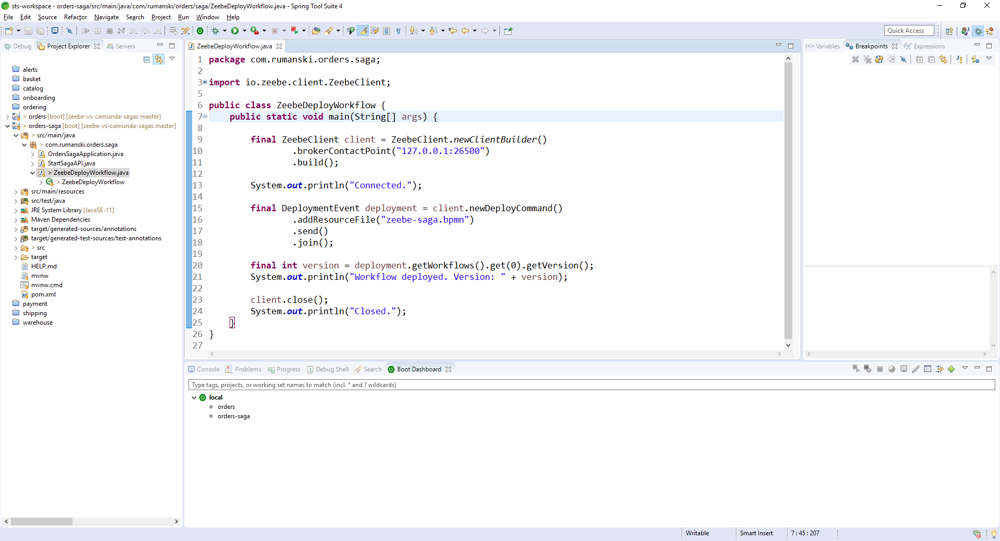 sts-workspace - orders-saga/src/main/java/com/rumanski/orders/saga/ZeebeDeployWorkflow.java - Spring Tool Suite 4
File Edit Source Refactor Navigate Search Project Run Window Help
Quick Access
Debug Project Explorer Servers
ZeebeDeployWorkflow.java
(x)= Variables Breakpoints Expressions
alerts
basket
catalog
onboarding
ordering
> orders [boot] [zeebe-vs-camunda-sagas master]
> orders-saga [boot] [zeebe-vs-camunda-sagas master]
> src/main/java
> com.rumanski.orders.saga
OrdersSagaApplication.java
StartSagaAPI.java
> ZeebeDeployWorkflow.java
> ZeebeDeployWorkflow
src/main/resources
src/test/java
JRE System Library [JavaSE-11]
Maven Dependencies
target/generated-sources/annotations
target/generated-test-sources/test-annotations
> src
target
HELP.md
mvnw
mvnw.cmd
pom.xml
payment
shipping
warehouse
1 package com.rumanski.orders.saga;
2
3 import io.zeebe.client.ZeebeClient;
5
6 public class ZeebeDeployWorkflow {
7 public static void main(String[] args) {
8
9 final ZeebeClient client = ZeebeClient.newClientBuilder()
10 .brokerContactPoint("127.0.0.1:26500")
11 .build();
12
13 System.out.println("Connected.");
14
15 final DeploymentEvent deployment = client.newDeployCommand()
16 .addResourceFile("zeebe-saga.bpmn")
17 .send()
18 .join();
19
20 final int version = deployment.getWorkflows().get(0).getVersion();
21 System.out.println("Workflow deployed. Version: " + version);
22
23 client.close();
24 System.out.println("Closed.");
25 }
26 }
27
Console Problems Progress Debug Shell Search Boot Dashboard
Type tags, projects, or working set names to match (incl. * and ? wildcards)
local
orders
orders-saga
Writable Smart Insert 7 : 45 : 207